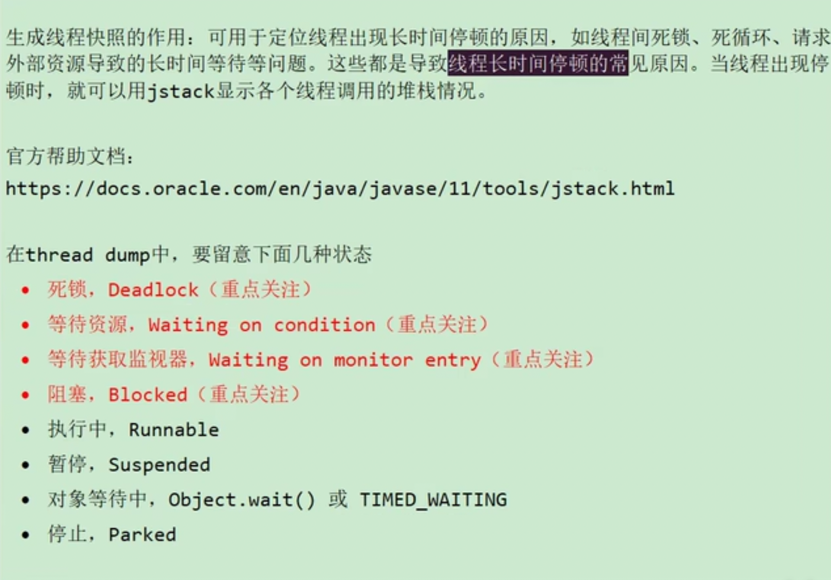 生成线程快照的作用：可用于定位线程出现长时间停顿的原因，如线程间死锁、死循环、请求
外部资源导致的长时间等待等问题。这些都是导致线程长时间停顿的常见原因。当线程出现停
顿时，就可以用jstack显示各个线程调用的堆栈情况。
官方帮助文档：
https://docs.oracle.com/en/java/javase/11/tools/jstack.html
在thread dump中，要留意下面几种状态
• 死锁，Deadlock（重点关注）
• 等待资源，Waiting on condition（重点关注）
• 等待获取监视器，Waiting on monitor entry（重点关注）
• 阻塞，Blocked（重点关注）
• 执行中，Runnable
• 暂停，Suspended
• 对象等待中，Object.wait() 或 TIMED_WAITING
• 停止，Parked